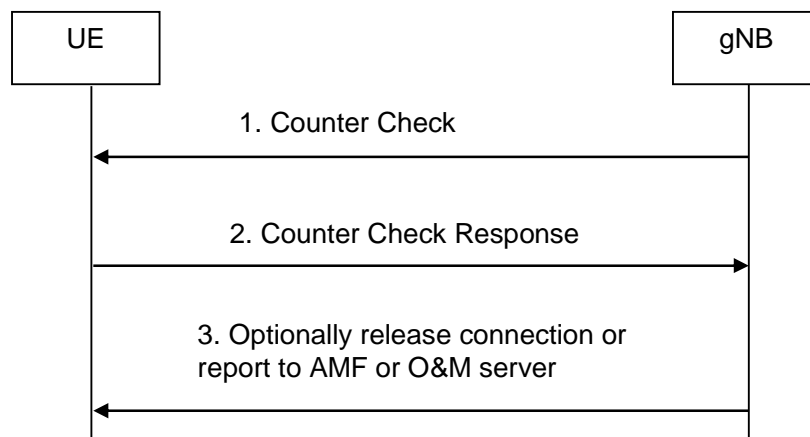 UE
gNB
1. Counter Check
2. Counter Check Response
3. Optionally release connection or
report to AMF or O&M server